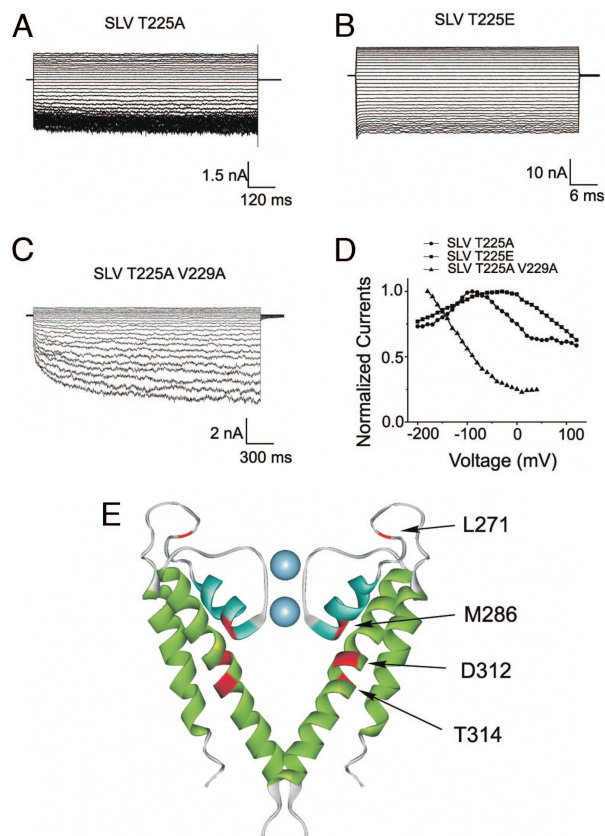 A
SLV T225A
1.5 nA
120 ms
B
SLV T225E
10 nA
6 ms
C
SLV T225A V229A
2 nA
300 ms
D
SLV T225A
SLV T225E
SLV T225A V229A
Normalized Currents
1.0
0.5
0.0
-200
-100
0
100
Voltage (mV)
E
L271
M286
D312
T314